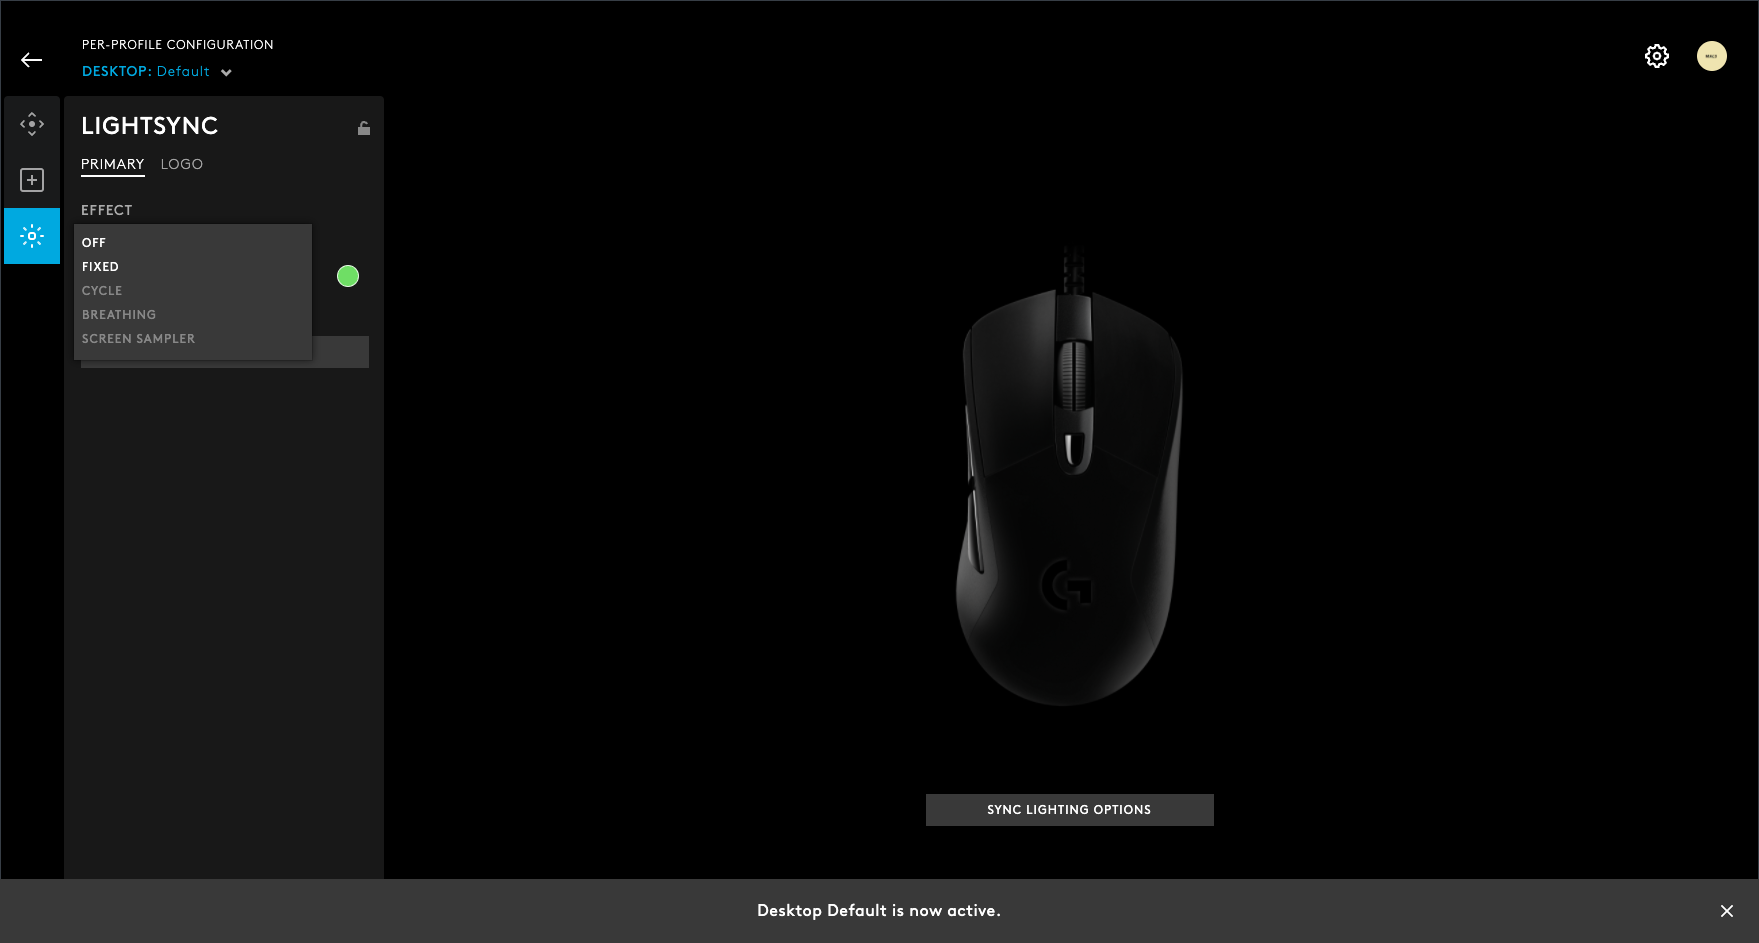 PER-PROFILE CONFIGURATION
DESKTOP: Default
LIGHTSYNC
PRIMARY LOGO
EFFECT
OFF
FIXED
CYCLE
BREATHING
SCREEN SAMPLER
SYNC LIGHTING OPTIONS
Desktop Default is now active.